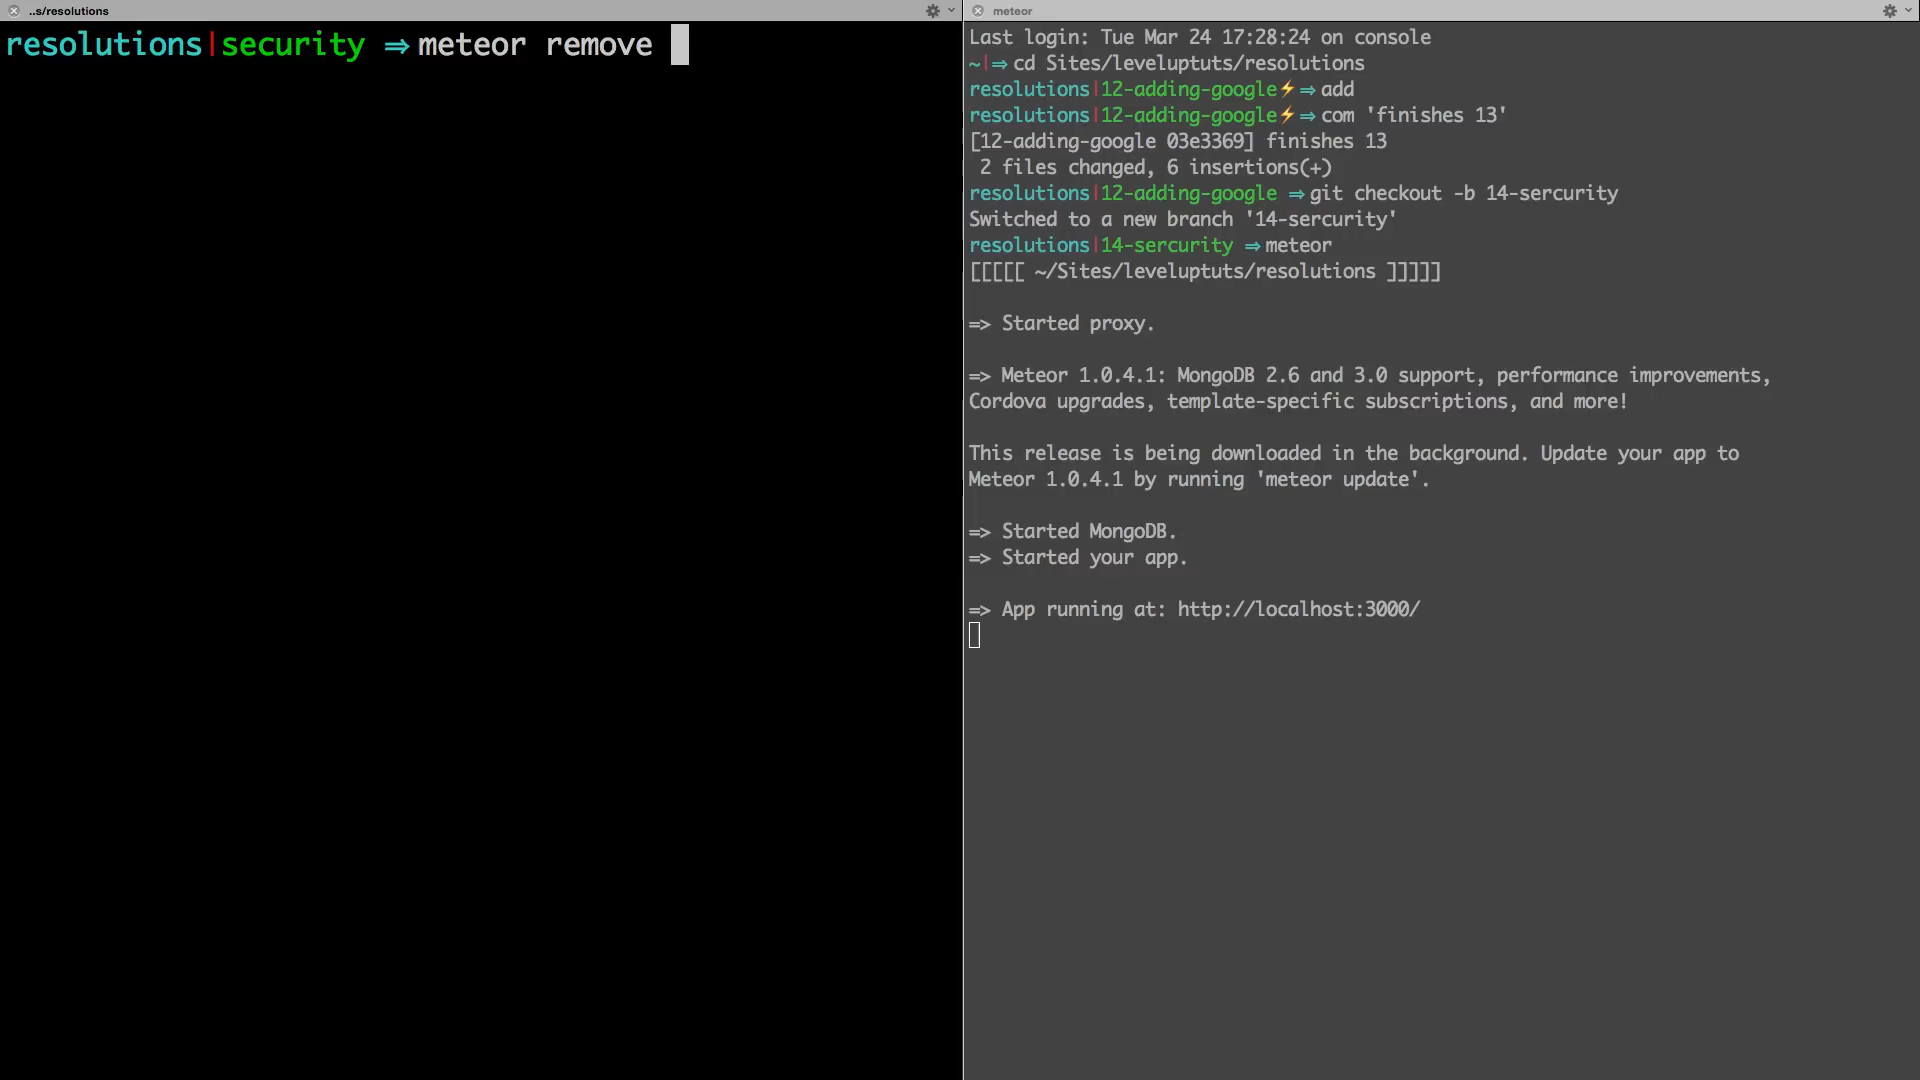 ..s/resolutions
resolutions|security ⇒meteor remove
meteor
Last login: Tue Mar 24 17:28:24 on console
~|⇒cd Sites/leveluptuts/resolutions
resolutions|12-adding-google⚡⇒add
resolutions|12-adding-google⚡⇒com 'finishes 13'
[12-adding-google 03e3369] finishes 13
2 files changed, 6 insertions(+)
resolutions|12-adding-google ⇒git checkout -b 14-sercurity
Switched to a new branch '14-sercurity'
resolutions|14-sercurity ⇒meteor
[[[[[ ~/Sites/leveluptuts/resolutions ]]]]]
=> Started proxy.
=> Meteor 1.0.4.1: MongoDB 2.6 and 3.0 support, performance improvements,
Cordova upgrades, template-specific subscriptions, and more!
This release is being downloaded in the background. Update your app to
Meteor 1.0.4.1 by running 'meteor update'.
=> Started MongoDB.
=> Started your app.
=> App running at: http://localhost:3000/